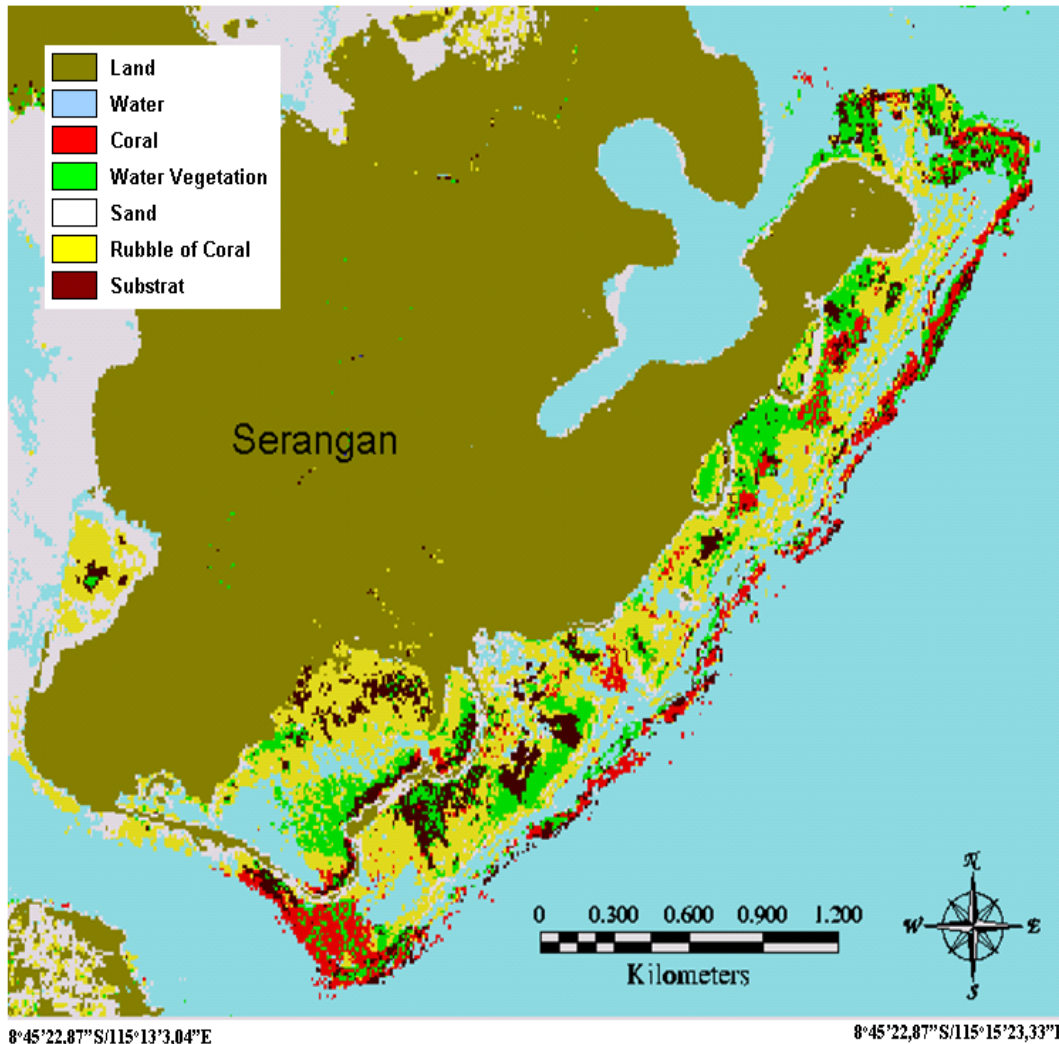 Land
Water
Coral
Water Vegetation
Sand
Rubble of Coral
Substrat
Serangan
0 0.300 0.600 0.900 1.200
Kilometers
N
W E
S
8°45'22.87"S/115°13'3.04"E 8°45'22,87"S/115°15'23,33"